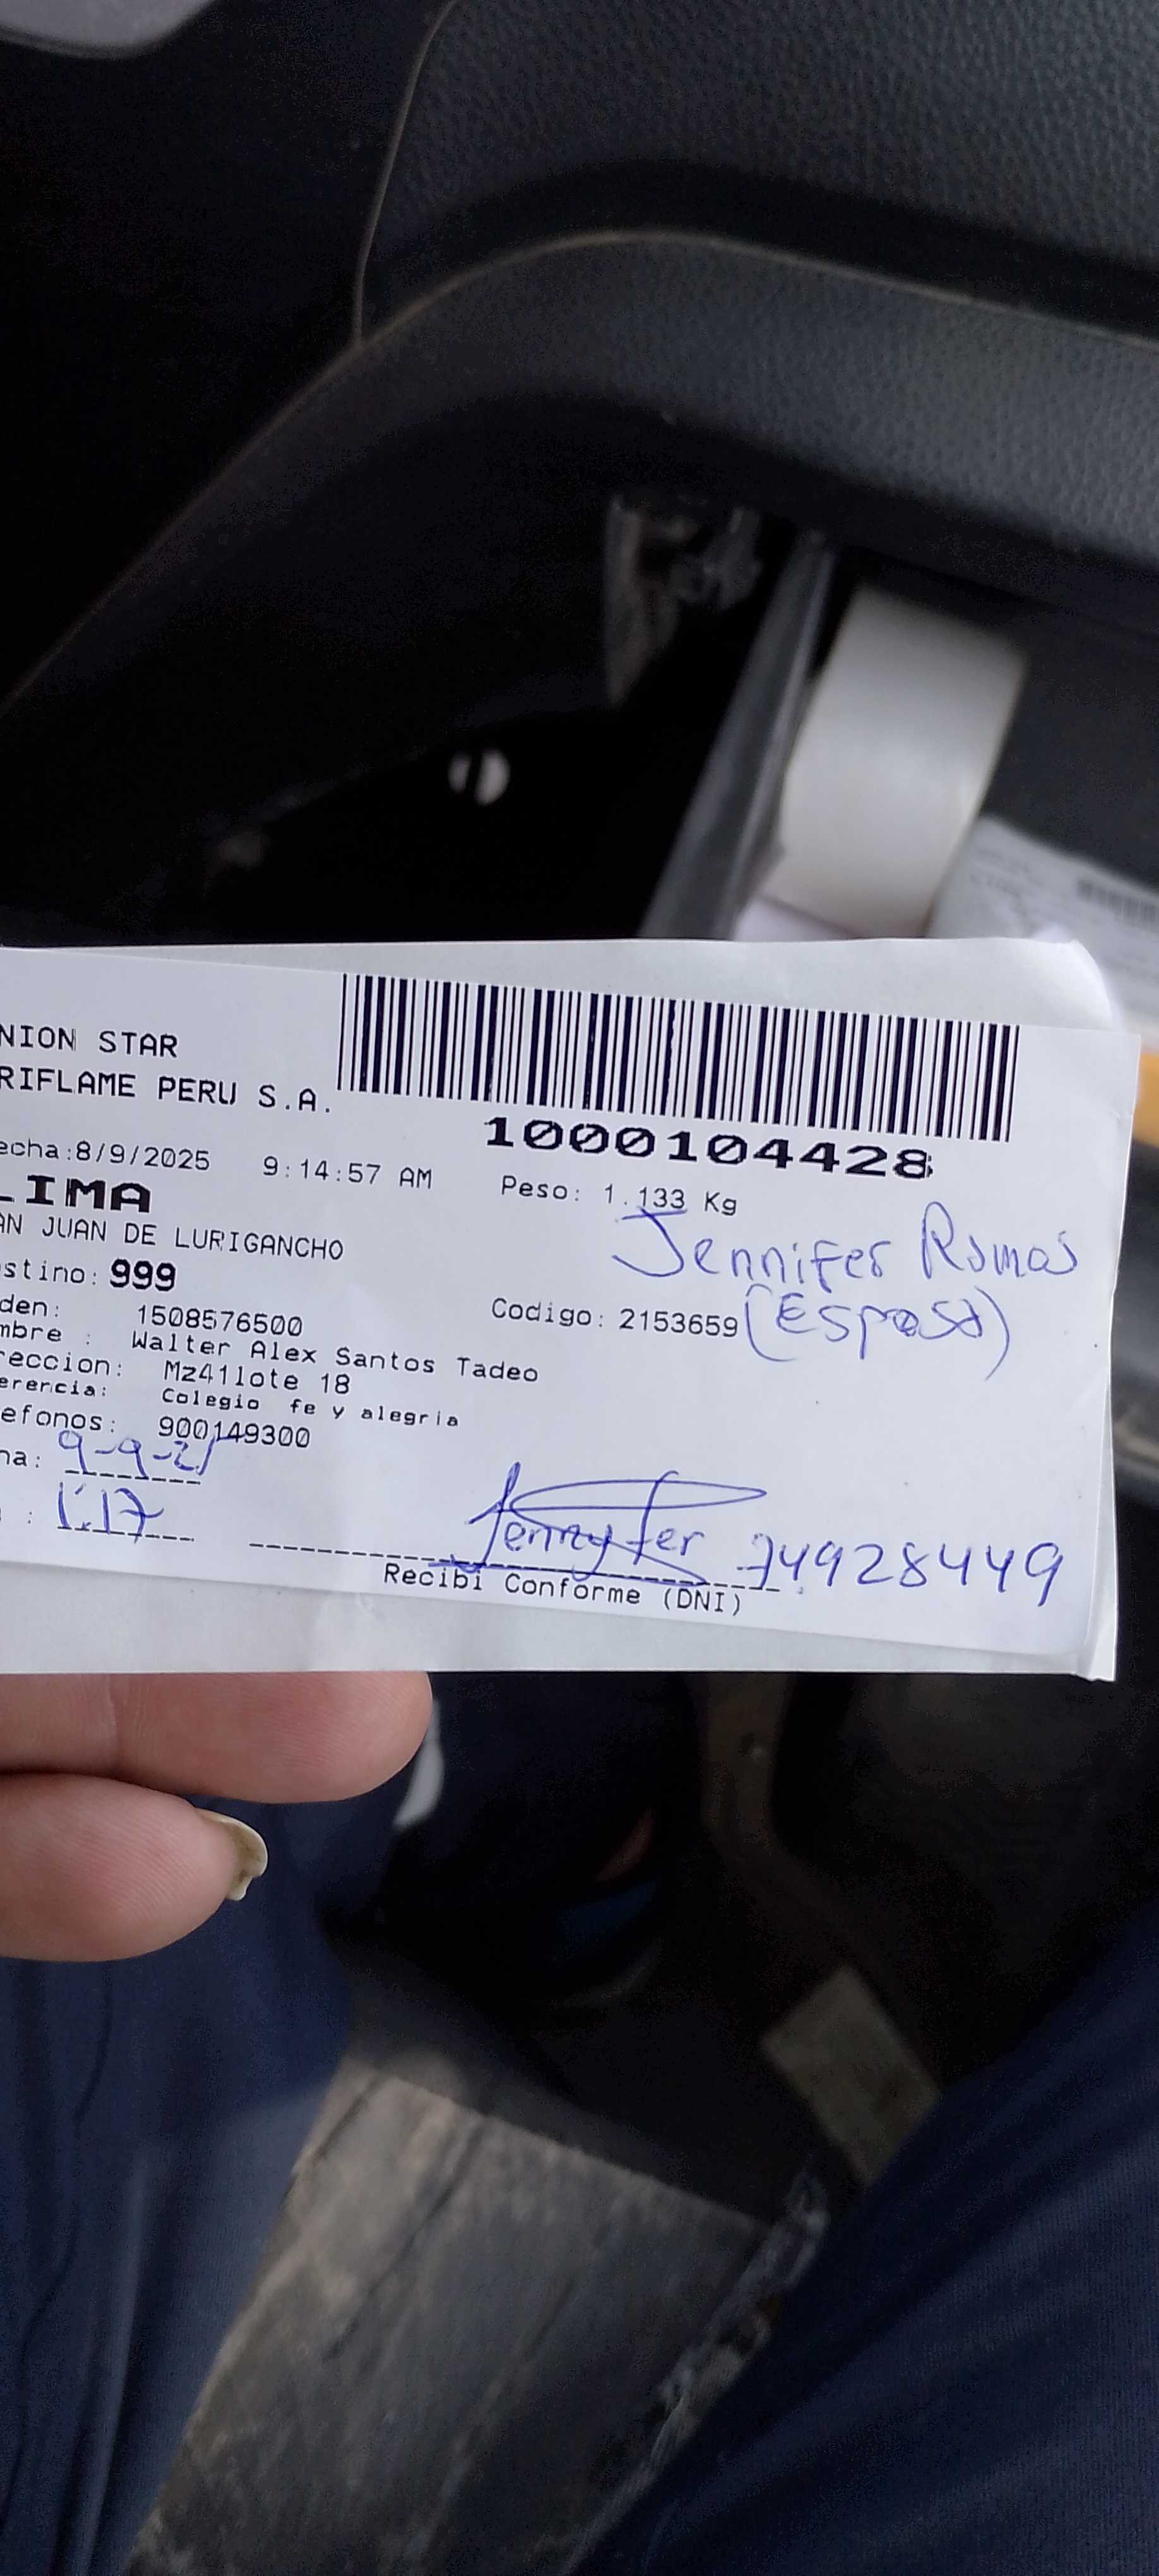 NION STAR
RIFLAME PERU S.A.
1000104428
echa:8/9/2025 9:14:57 AM
Peso: 1.133 Kg
LIMA
AN JUAN DE LURIGANCHO
Jennifer Ramos
stino: 999
(Esposa)
den: 1508576500
Codigo: 2153659
mbre : Walter Alex Santos Tadeo
reccion: Mz41lote 18
erencia: Colegio fe y alegria
efonos: 900149300
ha: 9-9-21
: 1:17
Jennyfer 74928449
Recibi Conforme (DNI)